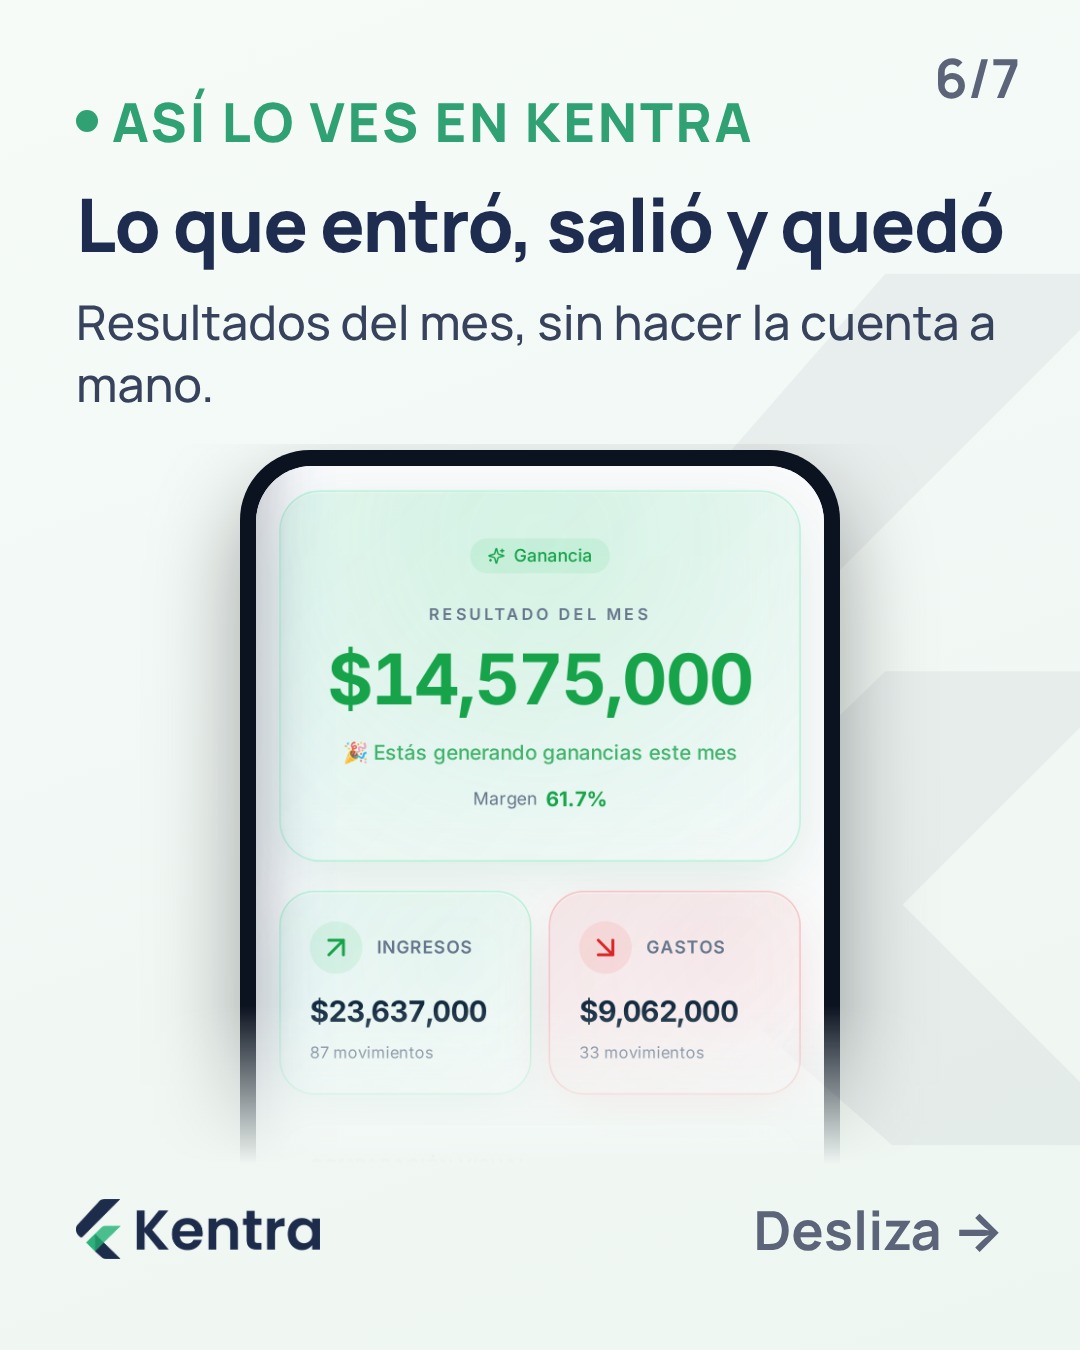 6/7
• ASÍ LO VES EN KENTRA
Lo que entró, salió y quedó
Resultados del mes, sin hacer la cuenta a
mano.
Ganancia
RESULTADO DEL MES
$14,575,000
🎉 Estás generando ganancias este mes
Margen 61.7%
INGRESOS
$23,637,000
87 movimientos
GASTOS
$9,062,000
33 movimientos
Kentra
Desliza →